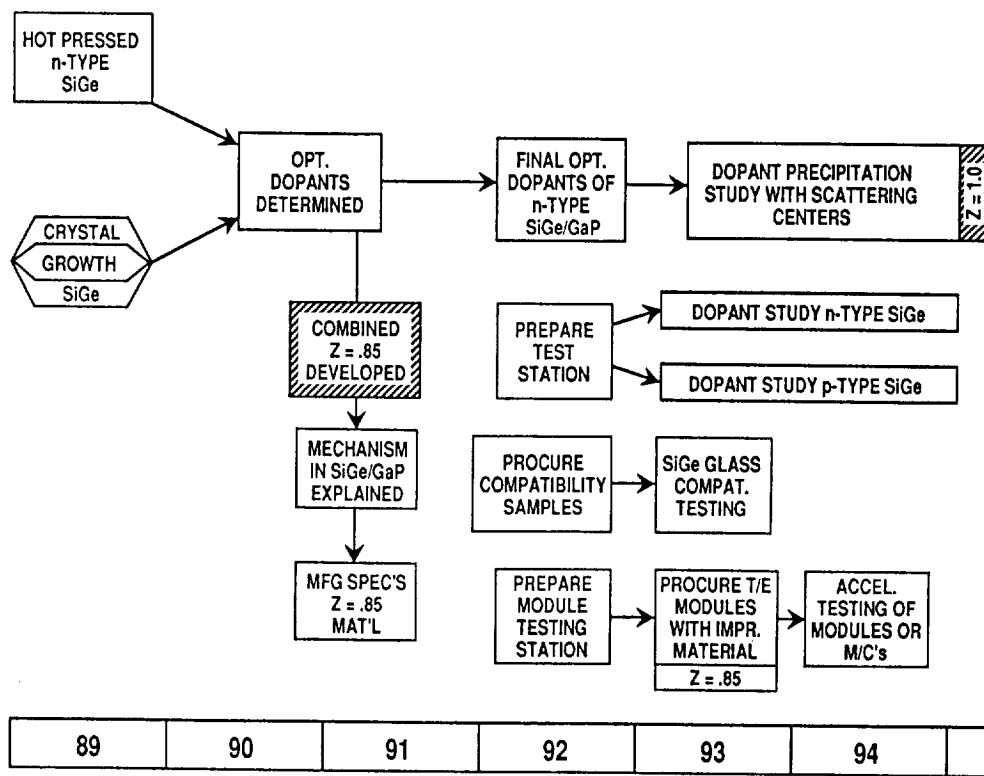 HOT PRESSED
n-TYPE
SiGe
CRYSTAL
GROWTH
SiGe
OPT.
DOPANTS
DETERMINED
COMBINED
Z = .85
DEVELOPED
MECHANISM
IN SiGe/GaP
EXPLAINED
MFG SPEC'S
Z = .85
MAT'L
FINAL OPT.
DOPANTS OF
n-TYPE
SiGe/GaP
DOPANT PRECIPITATION
STUDY WITH SCATTERING
CENTERS
Z = 1.0
PREPARE
TEST
STATION
DOPANT STUDY n-TYPE SiGe
DOPANT STUDY p-TYPE SiGe
PROCURE
COMPATIBILITY
SAMPLES
SiGe GLASS
COMPAT.
TESTING
PREPARE
MODULE
TESTING
STATION
PROCURE T/E
MODULES
WITH IMPR.
MATERIAL
Z = .85
ACCEL.
TESTING OF
MODULES OR
M/C's
89 90 91 92 93 94